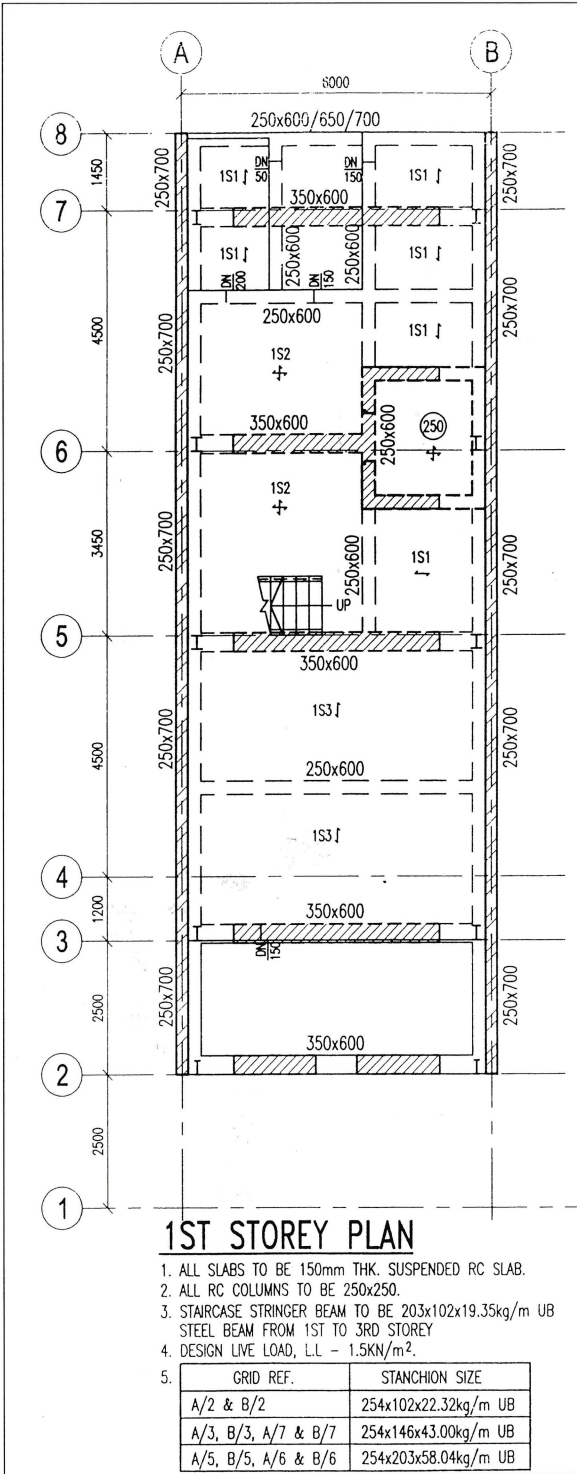 A B
6000
250x600/650/700
8
1450
250x700
1S1
DN
50
DN
150
1S1
250x700
7
350x600
1S1
DN
200
250x600
DN
150
250x600
1S1
4500
250x700
250x600
1S1
250x700
1S2
350x600
250x600
250
6
1S2
3450
250x700
250x600
1S1
250x700
UP
5
350x600
1S3
4500
250x700
250x600
250x700
1S3
4
1200
350x600
3
DN
150
2500
250x700
250x700
350x600
2
2500
1
1ST STOREY PLAN
1. ALL SLABS TO BE 150mm THK. SUSPENDED RC SLAB.
2. ALL RC COLUMNS TO BE 250x250.
3. STAIRCASE STRINGER BEAM TO BE 203x102x19.35kg/m UB
STEEL BEAM FROM 1ST TO 3RD STOREY
4. DESIGN LIVE LOAD, L.L - 1.5KN/m².
5. GRID REF. STANCHION SIZE
A/2 & B/2 254x102x22.32kg/m UB
A/3, B/3, A/7 & B/7 254x146x43.00kg/m UB
A/5, B/5, A/6 & B/6 254x203x58.04kg/m UB